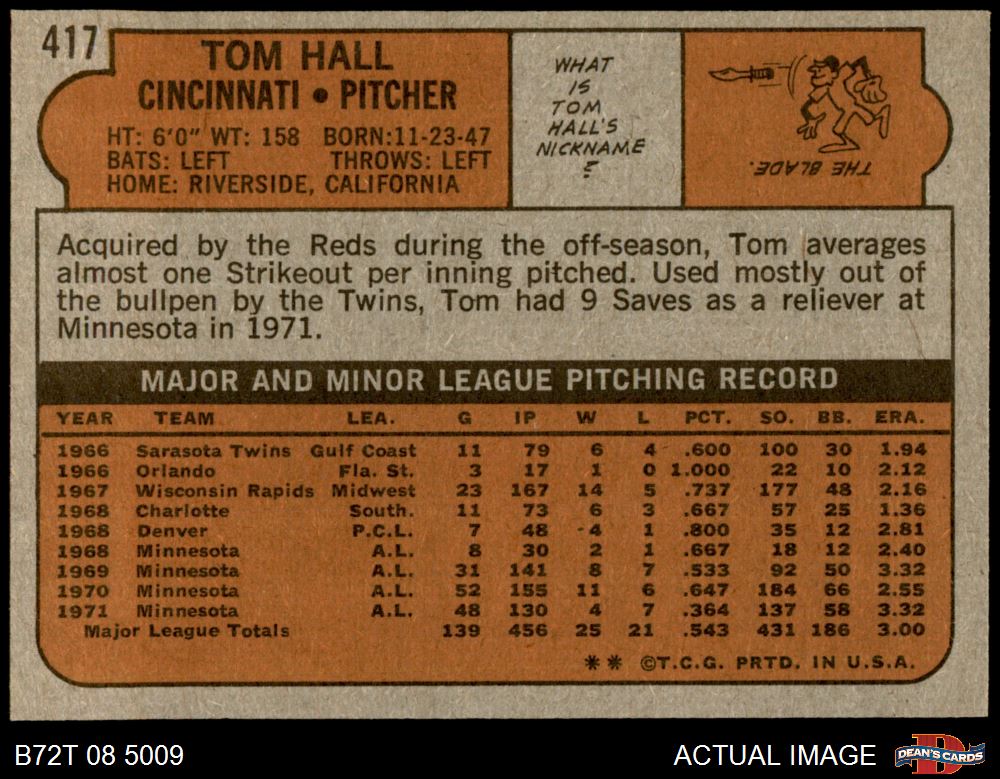 417
TOM HALL
CINCINNATI • PITCHER
HT: 6'0" WT: 158 BORN:11-23-47
BATS: LEFT THROWS: LEFT
HOME: RIVERSIDE, CALIFORNIA
WHAT
IS
TOM
HALL'S
NICKNAME
?
THE BLADE.
Acquired by the Reds during the off-season, Tom averages
almost one Strikeout per inning pitched. Used mostly out of
the bullpen by the Twins, Tom had 9 Saves as a reliever at
Minnesota in 1971.
MAJOR AND MINOR LEAGUE PITCHING RECORD
YEAR TEAM LEA. G IP W L PCT. SO. BB. ERA.
1966 Sarasota Twins Gulf Coast 11 79 6 4 .600 100 30 1.94
1966 Orlando Fla. St. 3 17 1 0 1.000 22 10 2.12
1967 Wisconsin Rapids Midwest 23 167 14 5 .737 177 48 2.16
1968 Charlotte South. 11 73 6 3 .667 57 25 1.36
1968 Denver P.C.L. 7 48 4 1 .800 35 12 2.81
1968 Minnesota A.L. 8 30 2 1 .667 18 12 2.40
1969 Minnesota A.L. 31 141 8 7 .533 92 50 3.32
1970 Minnesota A.L. 52 155 11 6 .647 184 66 2.55
1971 Minnesota A.L. 48 130 4 7 .364 137 58 3.32
Major League Totals 139 456 25 21 .543 431 186 3.00
** ©T.C.G. PRTD. IN U.S.A.
B72T 08 5009 ACTUAL IMAGE
D
DEAN'S CARDS